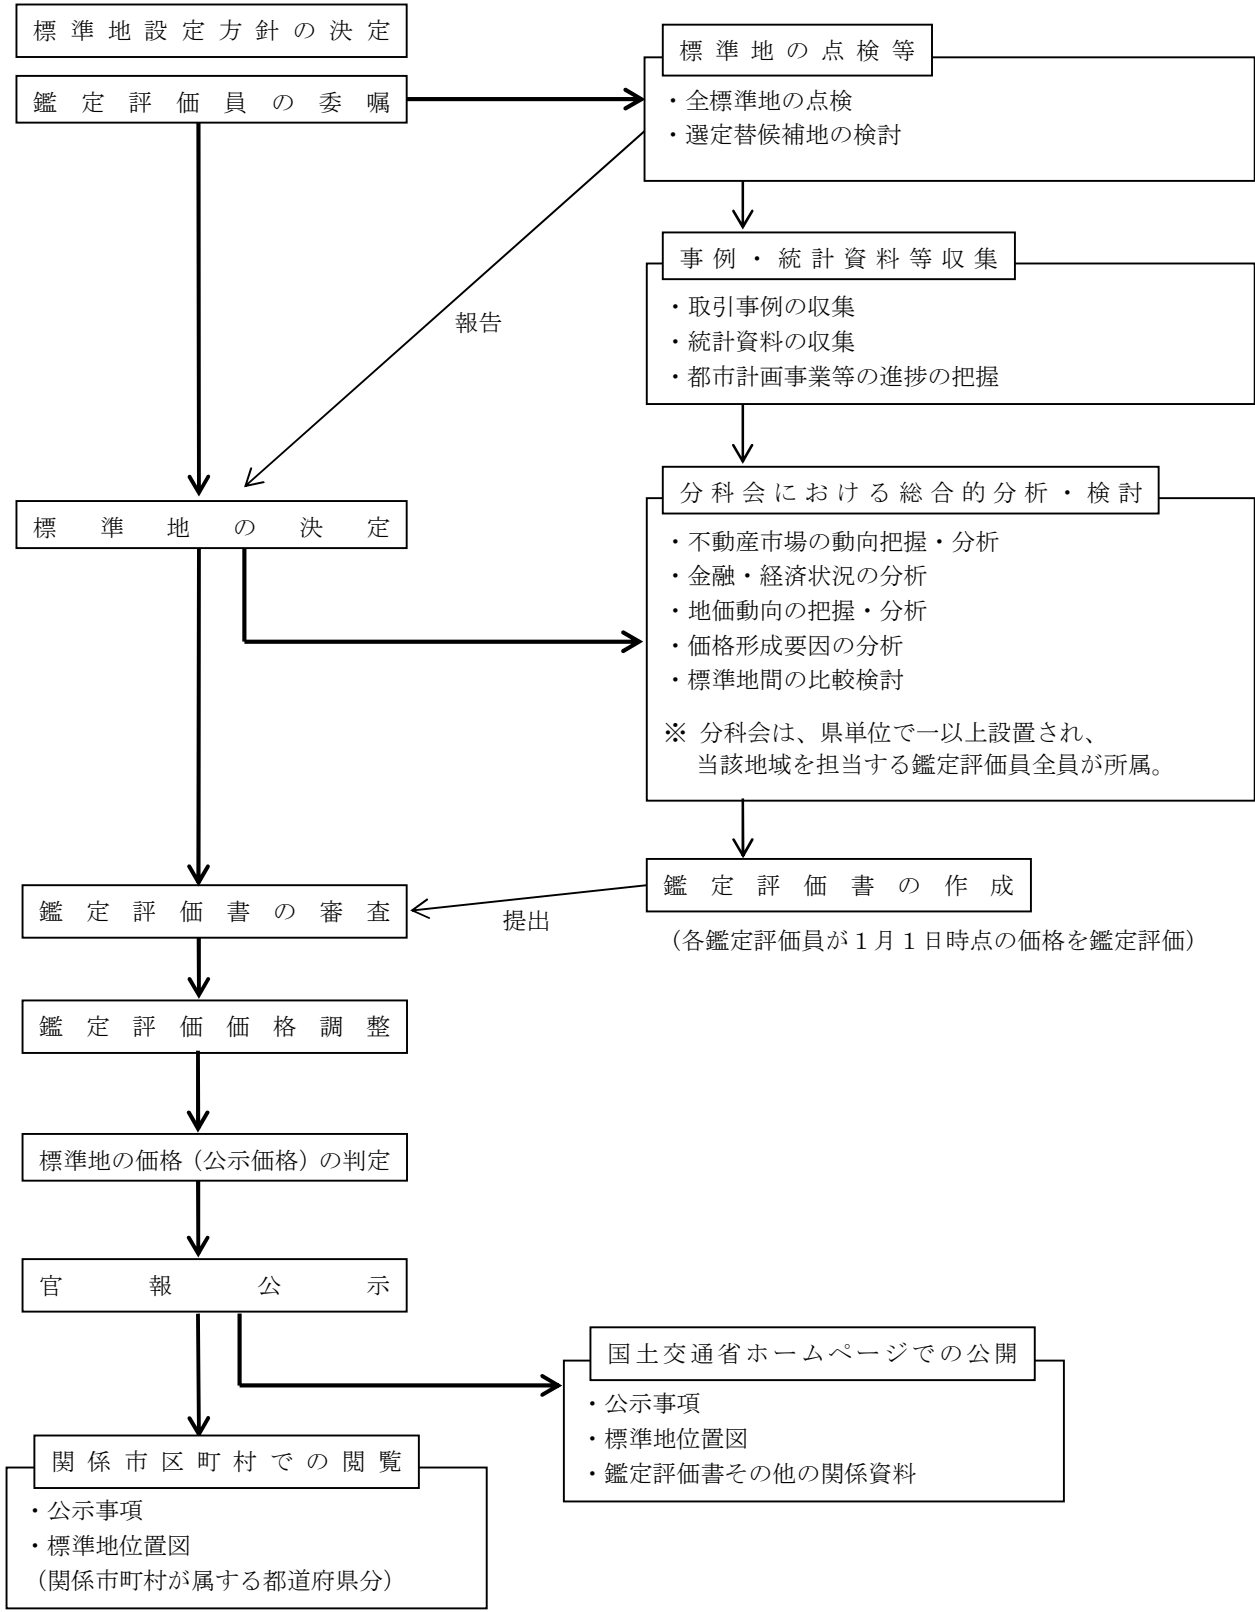 標準地設定方針の決定
鑑定評価員の委嘱
標準地の点検等
・全標準地の点検
・選定替候補地の検討
事例・統計資料等収集
・取引事例の収集
・統計資料の収集
・都市計画事業等の進捗の把握
報告
標準地の決定
分科会における総合的分析・検討
・不動産市場の動向把握・分析
・金融・経済状況の分析
・地価動向の把握・分析
・価格形成要因の分析
・標準地間の比較検討
※ 分科会は、県単位で一以上設置され、
当該地域を担当する鑑定評価員全員が所属。
鑑定評価書の作成
(各鑑定評価員が1月1日時点の価格を鑑定評価)
提出
鑑定評価書の審査
鑑定評価価格調整
標準地の価格(公示価格)の判定
官報公示
国土交通省ホームページでの公開
・公示事項
・標準地位置図
・鑑定評価書その他の関係資料
関係市区町村での閲覧
・公示事項
・標準地位置図
(関係市町村が属する都道府県分)